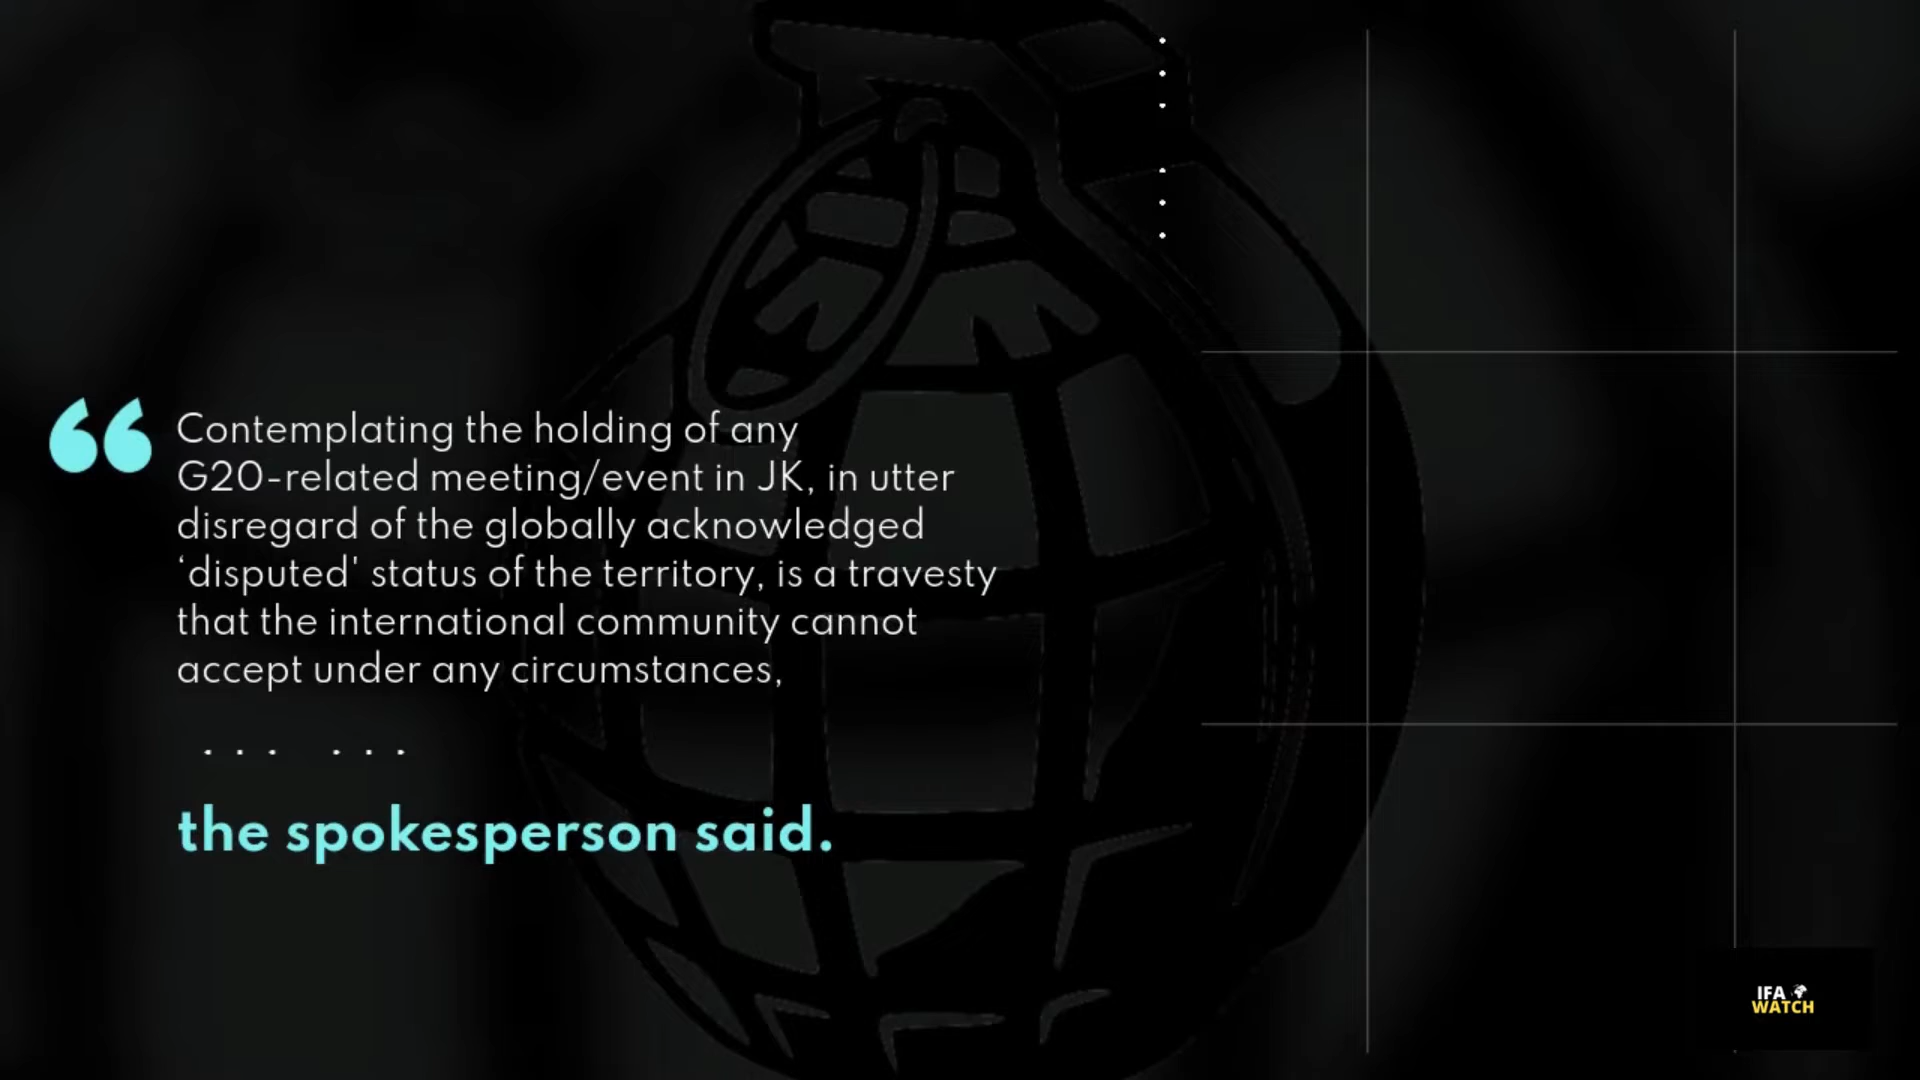 Contemplating the holding of any
G20-related meeting/event in JK, in utter
disregard of the globally acknowledged
‘disputed' status of the territory, is a travesty
that the international community cannot
accept under any circumstances,
... ...
the spokesperson said.
IFA
WATCH